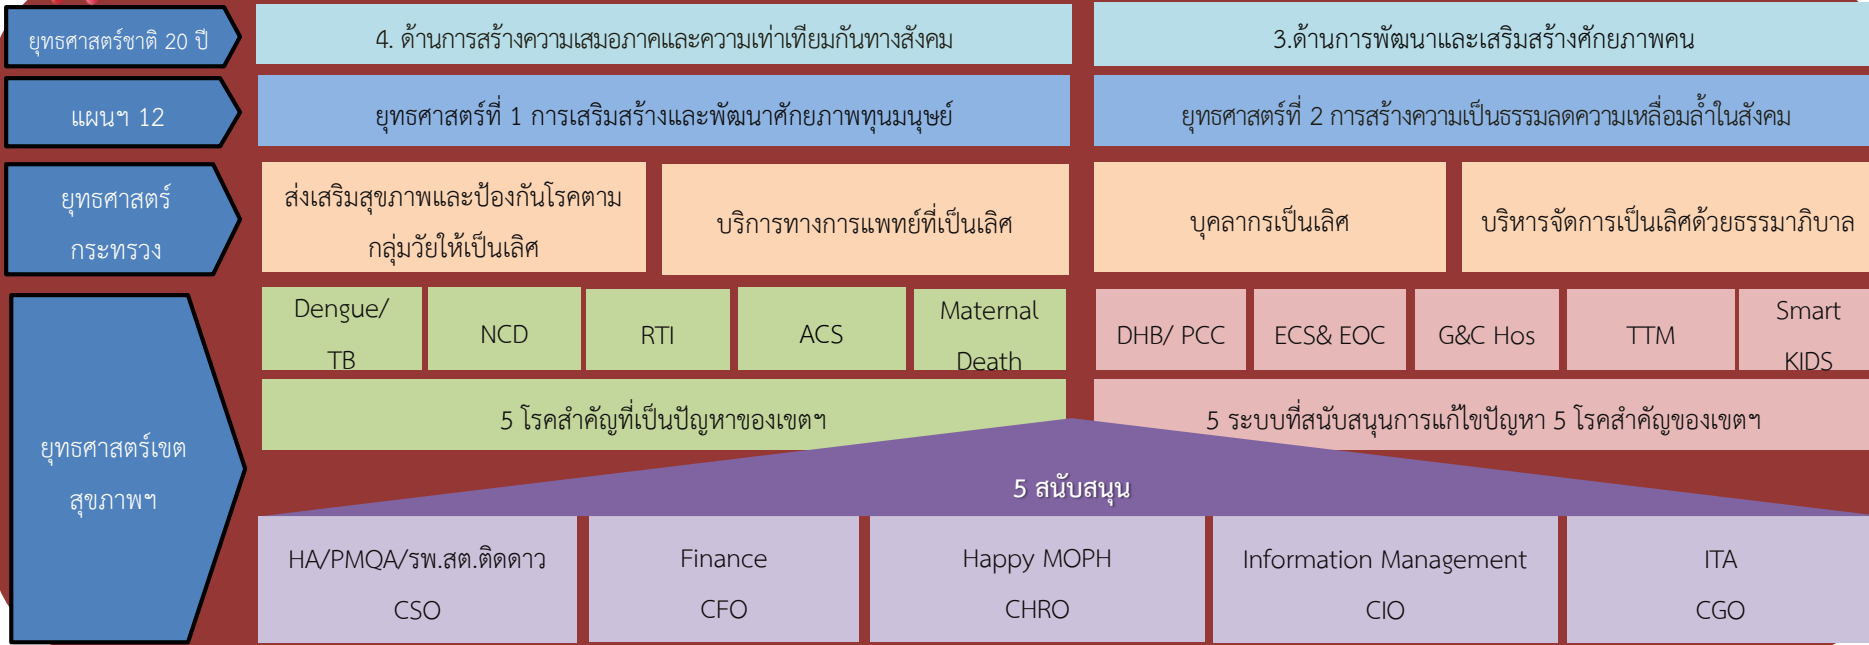 ยุทธศาสตร์ชาติ 20 ปี
4. ด้านการสร้างความเสมอภาคและความเท่าเทียมกันทางสังคม
3.ด้านการพัฒนาและเสริมสร้างศักยภาพคน
แผนฯ 12
ยุทธศาสตร์ที่ 1 การเสริมสร้างและพัฒนาศักยภาพทุนมนุษย์
ยุทธศาสตร์ที่ 2 การสร้างความเป็นธรรมลดความเหลื่อมล้ำในสังคม
ยุทธศาสตร์
กระทรวง
ส่งเสริมสุขภาพและป้องกันโรคตาม
กลุ่มวัยให้เป็นเลิศ
บริการทางการแพทย์ที่เป็นเลิศ
บุคลากรเป็นเลิศ
บริหารจัดการเป็นเลิศด้วยธรรมาภิบาล
ยุทธศาสตร์เขต
สุขภาพฯ
Dengue/
TB
NCD
RTI
ACS
Maternal
Death
DHB/ PCC
ECS& EOC
G&C Hos
TTM
Smart
KIDS
5 โรคสำคัญที่เป็นปัญหาของเขตฯ
5 ระบบที่สนับสนุนการแก้ไขปัญหา 5 โรคสำคัญของเขตฯ
5 สนับสนุน
HA/PMQA/รพ.สต.ติดดาว
CSO
Finance
CFO
Happy MOPH
CHRO
Information Management
CIO
ITA
CGO